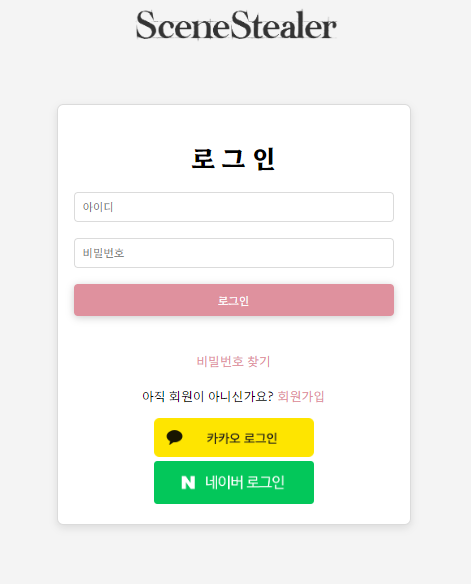 SceneStealer
로 그 인
아이디
비밀번호
로그인
비밀번호 찾기
아직 회원이 아니신가요? 회원가입
카카오 로그인
N 네이버 로그인